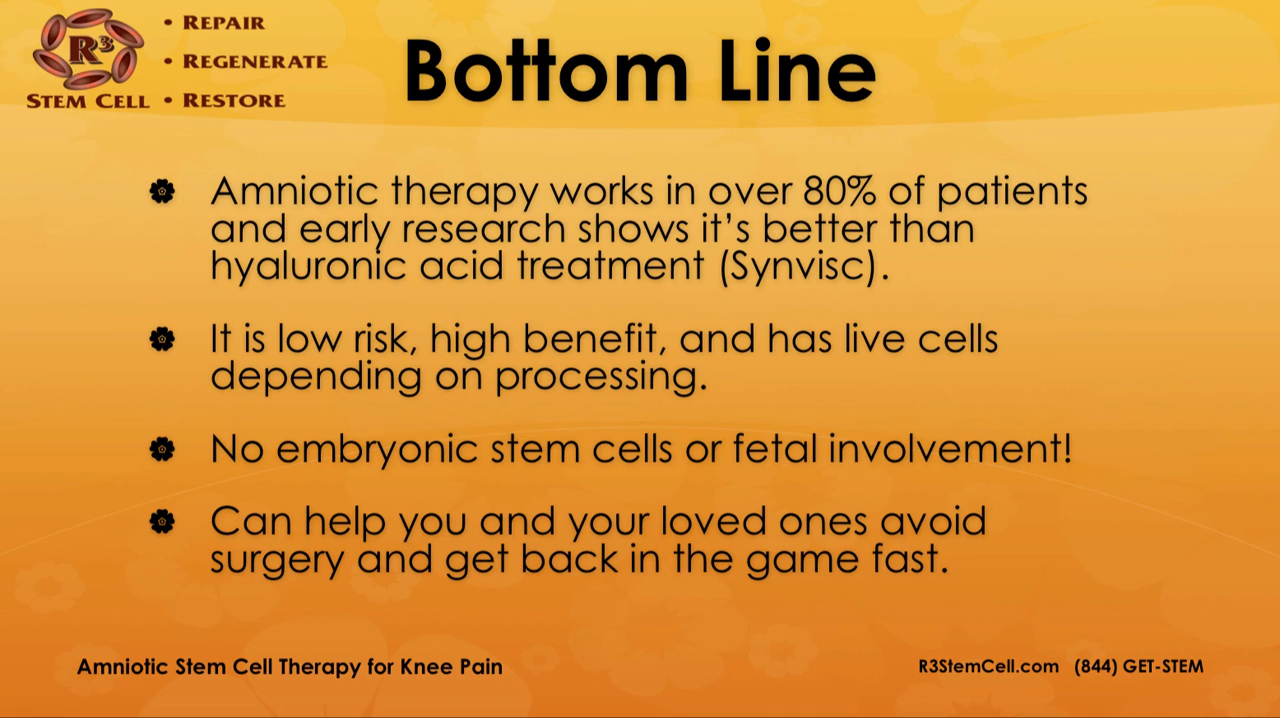 R3
STEM CELL
• REPAIR
• REGENERATE
• RESTORE
Bottom Line
Amniotic therapy works in over 80% of patients
and early research shows it’s better than
hyaluronic acid treatment (Synvisc).
It is low risk, high benefit, and has live cells
depending on processing.
No embryonic stem cells or fetal involvement!
Can help you and your loved ones avoid
surgery and get back in the game fast.
Amniotic Stem Cell Therapy for Knee Pain
R3StemCell.com (844) GET-STEM